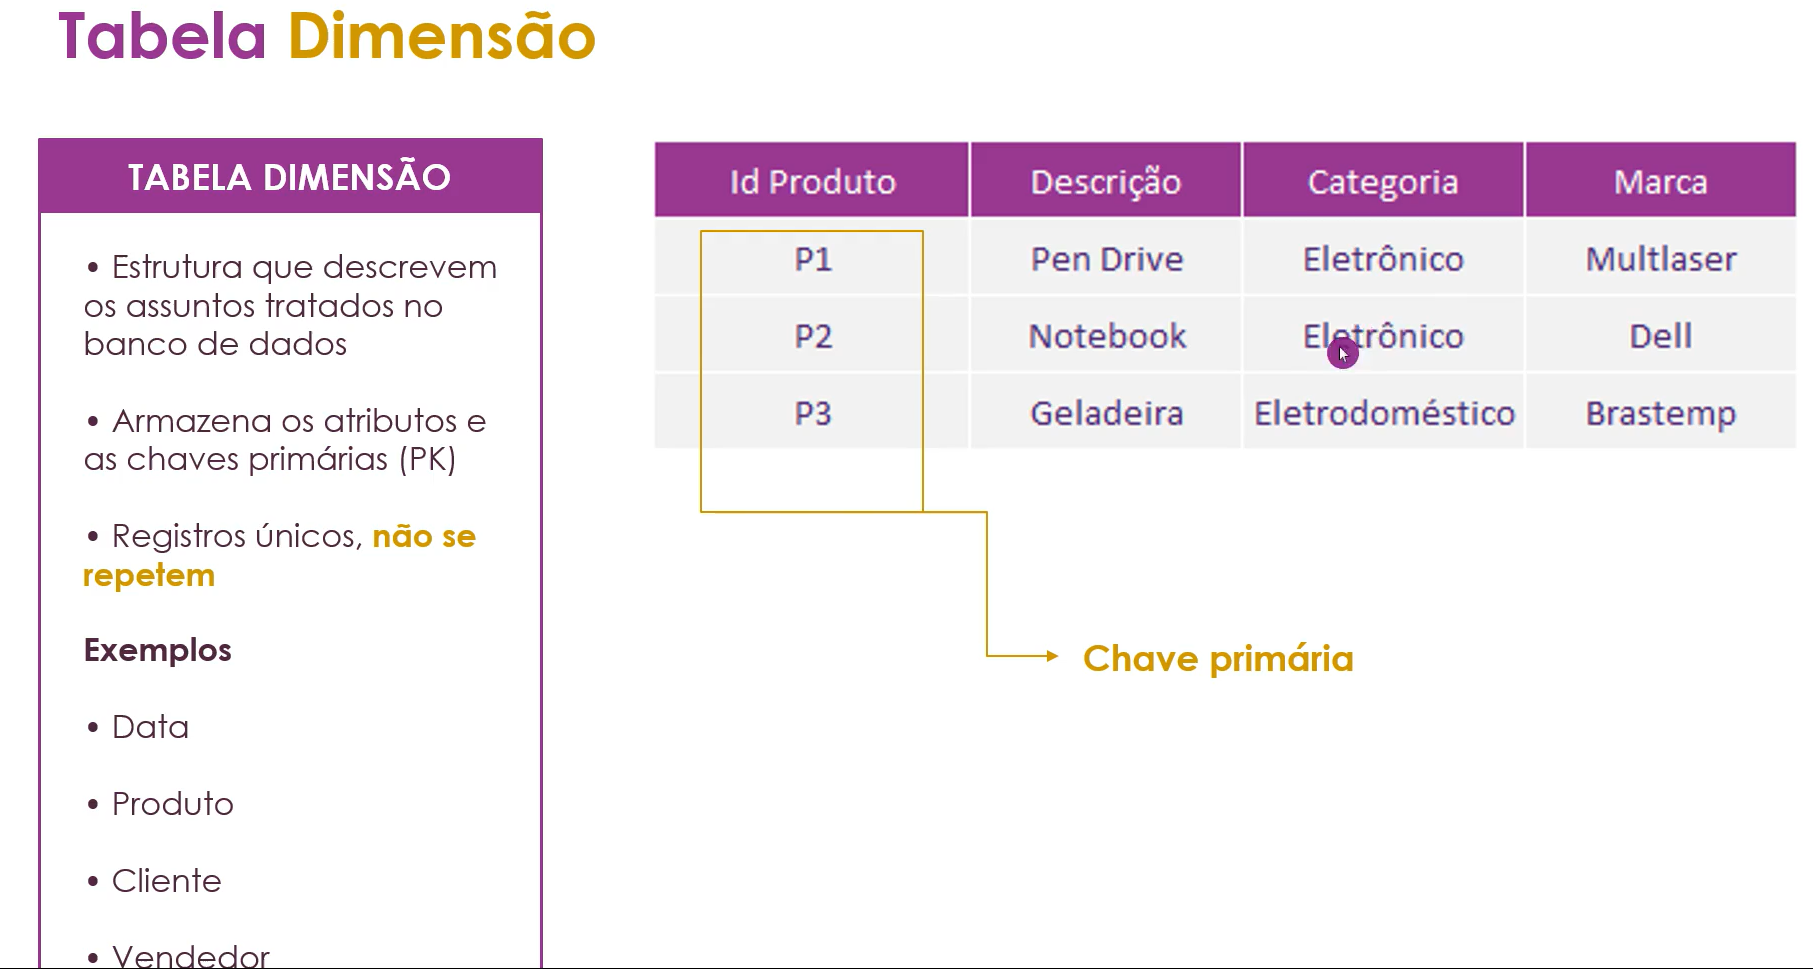 Tabela Dimensão
TABELA DIMENSÃO
• Estrutura que descrevem
os assuntos tratados no
banco de dados
• Armazena os atributos e
as chaves primárias (PK)
• Registros únicos, não se
repetem
Exemplos
• Data
• Produto
• Cliente
• Vendedor
Id Produto Descrição Categoria Marca
P1 Pen Drive Eletrônico Multlaser
P2 Notebook Eletrônico Dell
P3 Geladeira Eletrodoméstico Brastemp
Chave primária